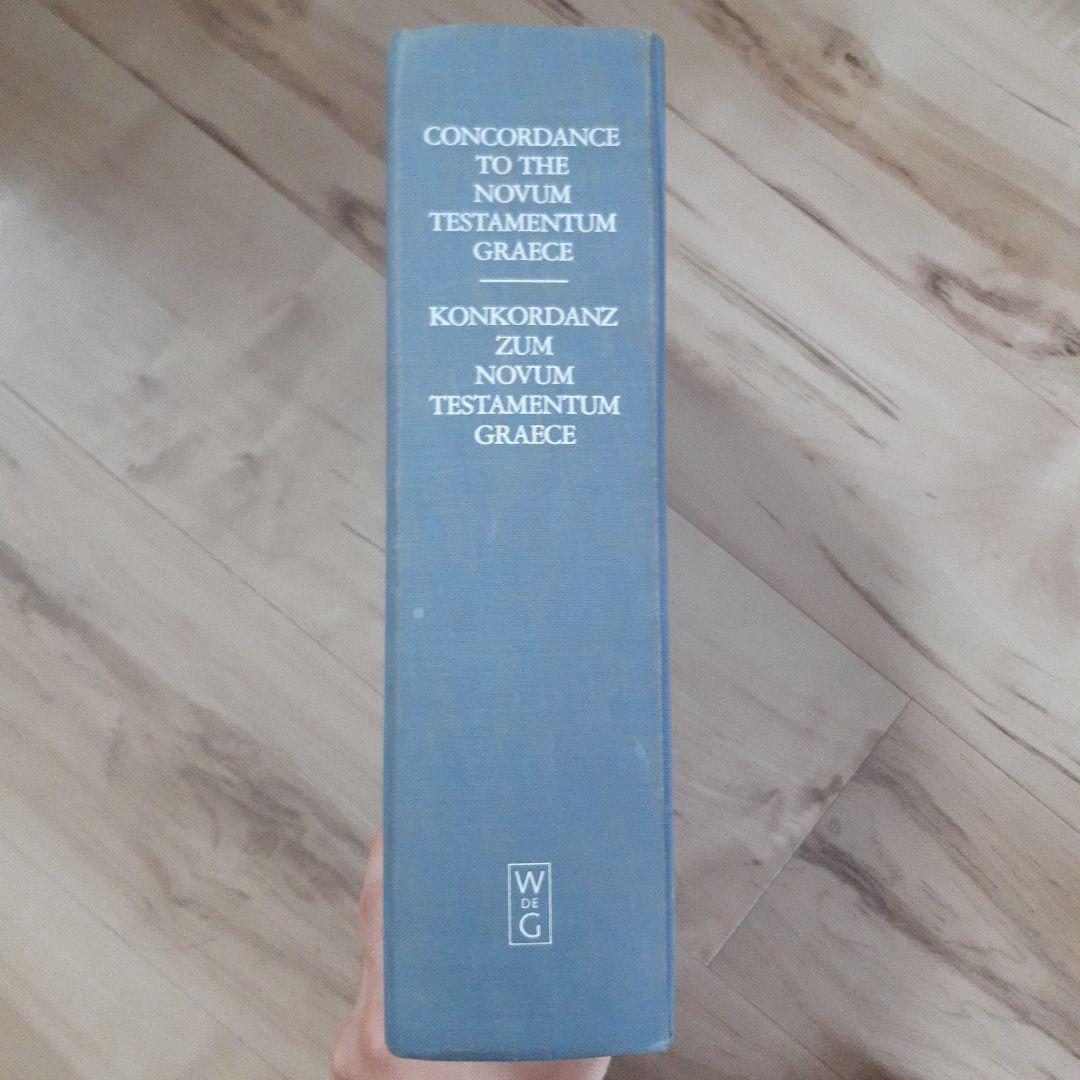 CONCORDANCE
TO THE
NOVUM
TESTAMENTUM
GRAECE
KONKORDANZ
ZUM
NOVUM
TESTAMENTUM
GRAECE
W
DE
G